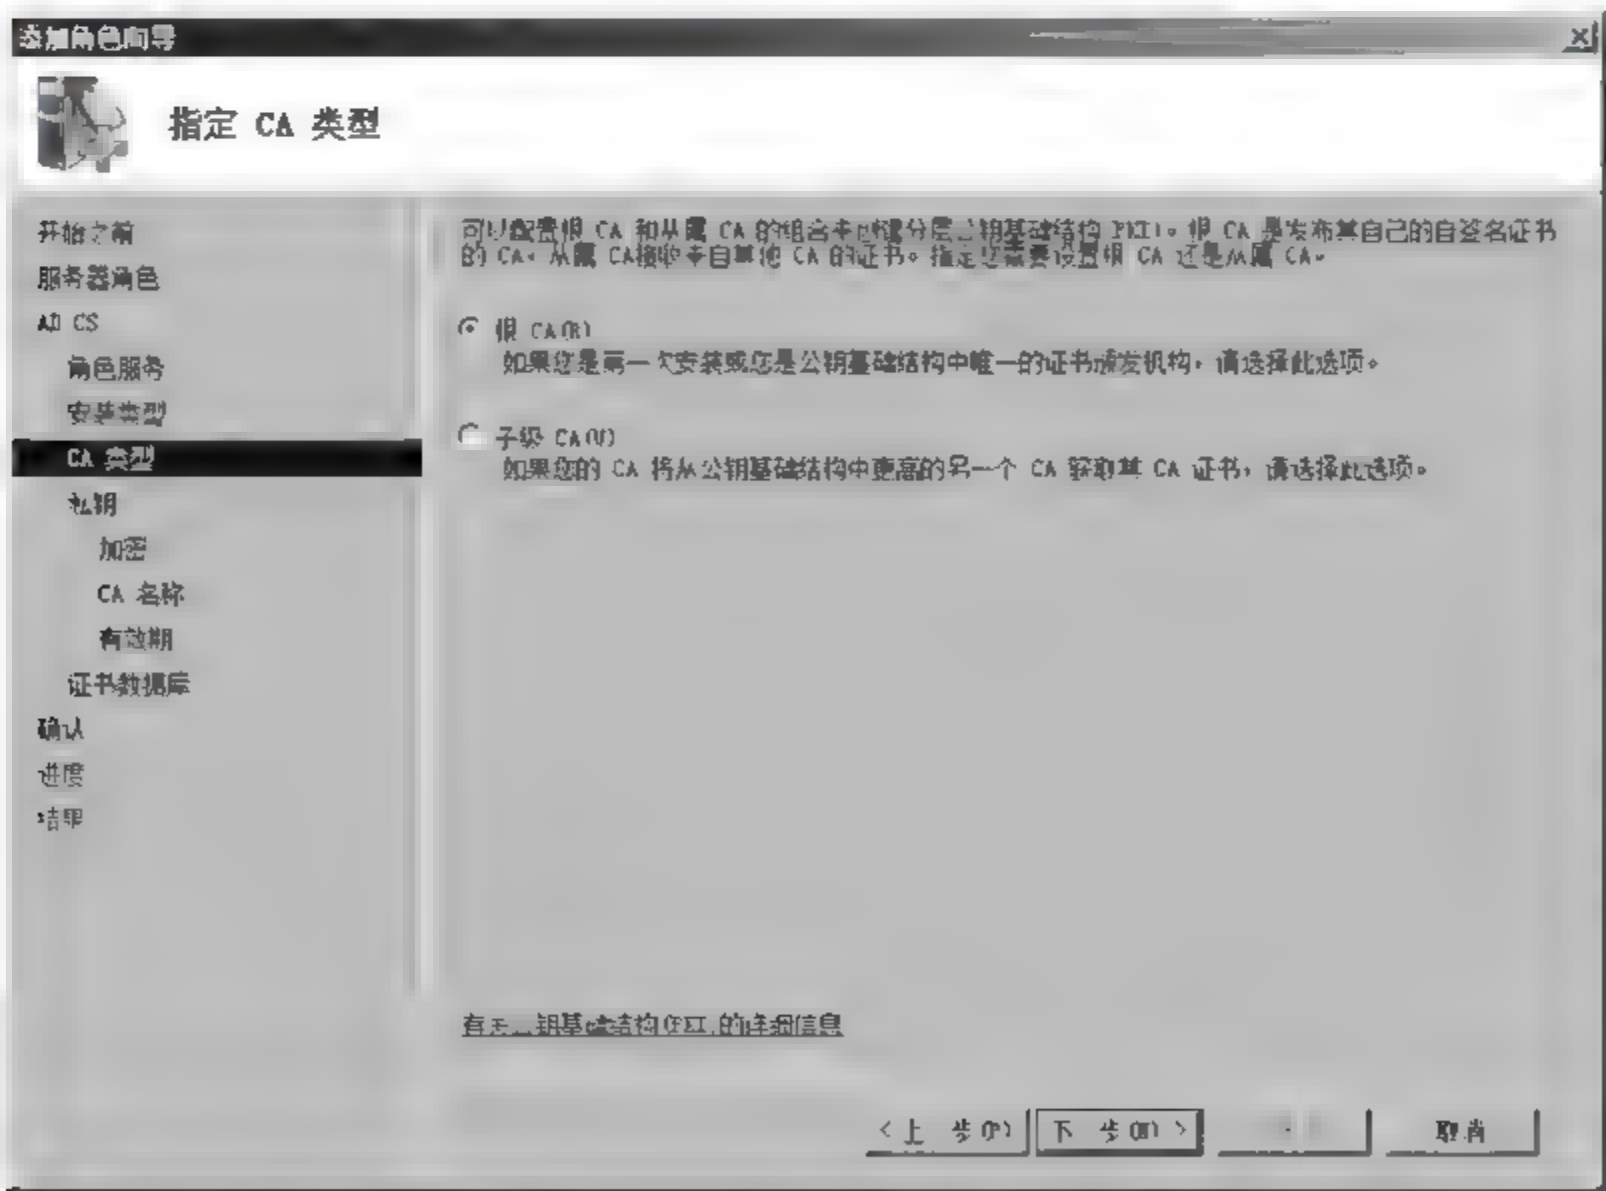 添加角色向导
指定 CA 类型
开始之前
服务器角色
AD CS
角色服务
安装类型
CA 类型
私钥
加密
CA 名称
有效期
证书数据库
确认
进度
结果
可以配置根 CA 和从属 CA 的组合来创建分层公钥基础结构(PKI)。根 CA 是发布其自己的自签名证书
的 CA。从属 CA接收来自其他 CA 的证书。指定您需要设置根 CA 还是从属 CA。
根 CA(R)
如果您是第一次安装或您是公钥基础结构中唯一的证书颁发机构，请选择此选项。
子级 CA(U)
如果您的 CA 将从公钥基础结构中更高的另一个 CA 获取其 CA 证书，请选择此选项。
有关公钥基础结构(PKI)的详细信息
< 上一步(P)
下一步(N) >
取消